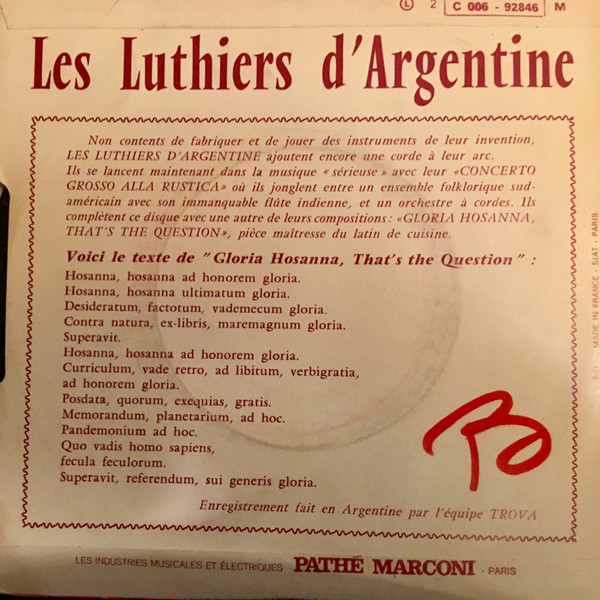 Ⓛ 2 C 006 - 92846 M
Les Luthiers d'Argentine
Non contents de fabriquer et de jouer des instruments de leur invention,
LES LUTHIERS D'ARGENTINE ajoutent encore une corde à leur arc.
Ils se lancent maintenant dans la musique « sérieuse » avec leur «CONCERTO
GROSSO ALLA RUSTICA» où ils jonglent entre un ensemble folklorique sud-
américain avec son immanquable flûte indienne, et un orchestre à cordes. Ils
complètent ce disque avec une autre de leurs compositions : «GLORIA HOSANNA,
THAT'S THE QUESTION», pièce maîtresse du latin de cuisine.
Voici le texte de "Gloria Hosanna, That's the Question" :
Hosanna, hosanna ad honorem gloria.
Hosanna, hosanna ultimatum gloria.
Desideratum, factotum, vademecum gloria.
Contra natura, ex-libris, maremagnum gloria.
Superavit.
Hosanna, hosanna ad honorem gloria.
Curriculum, vade retro, ad libitum, verbigratia,
ad honorem gloria.
Posdata, quorum, exequias, gratis.
Memorandum, planetarium, ad hoc.
Pandemonium ad hoc.
Quo vadis homo sapiens,
fecula feculorum.
Superavit, referendum, sui generis gloria.
Enregistrement fait en Argentine par l'équipe TROVA
LES INDUSTRIES MUSICALES ET ÉLECTRIQUES PATHÉ MARCONI - PARIS
MADE IN FRANCE - SIAT - PARIS